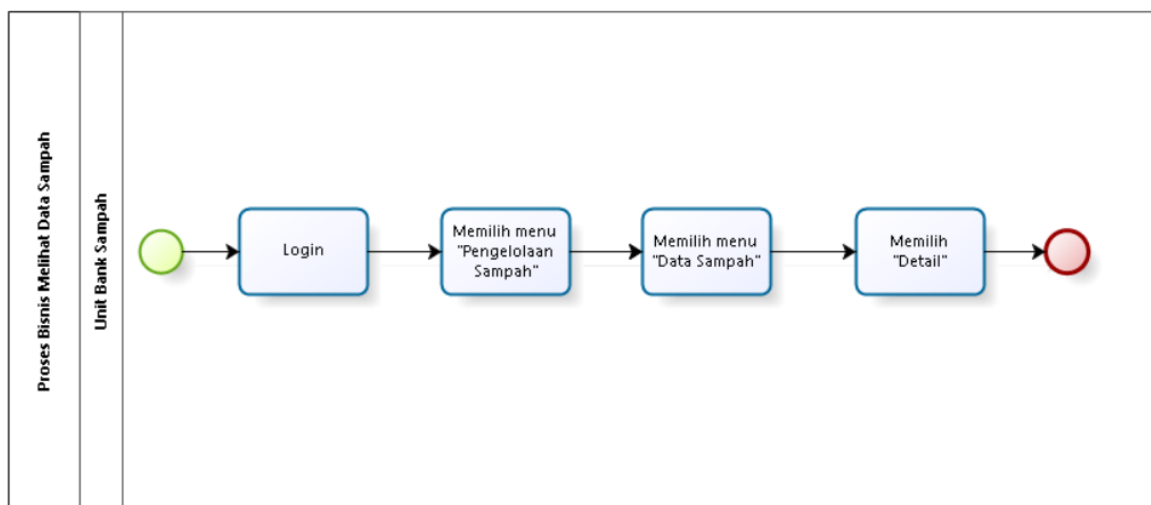 Proses Bisnis Melihat Data Sampah
Unit Bank Sampah
Login
Memilih menu
"Pengelolaan
Sampah"
Memilih menu
"Data Sampah"
Memilih
"Detail"